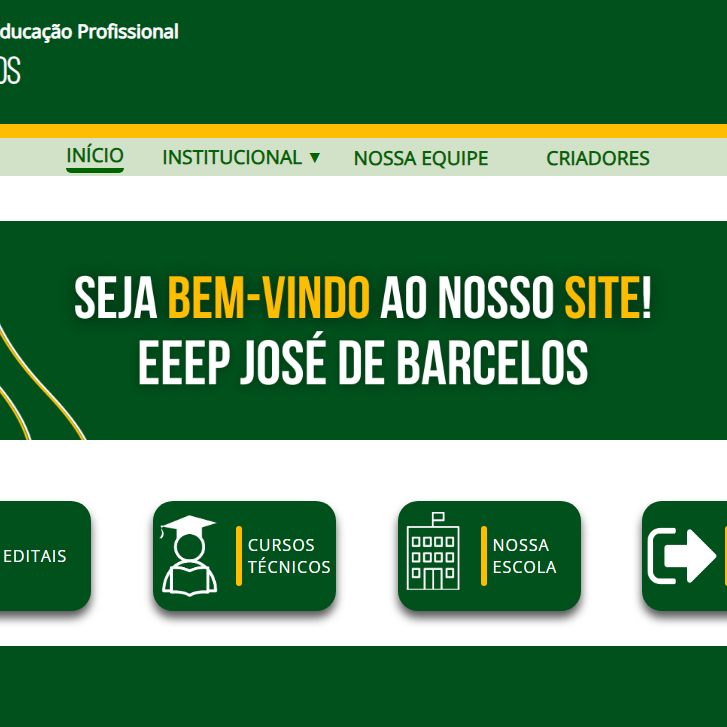 ducação Profissional
OS
INÍCIO INSTITUCIONAL ▼ NOSSA EQUIPE CRIADORES
SEJA BEM-VINDO AO NOSSO SITE!
EEEP JOSÉ DE BARCELOS
EDITAIS
CURSOS
TÉCNICOS
NOSSA
ESCOLA